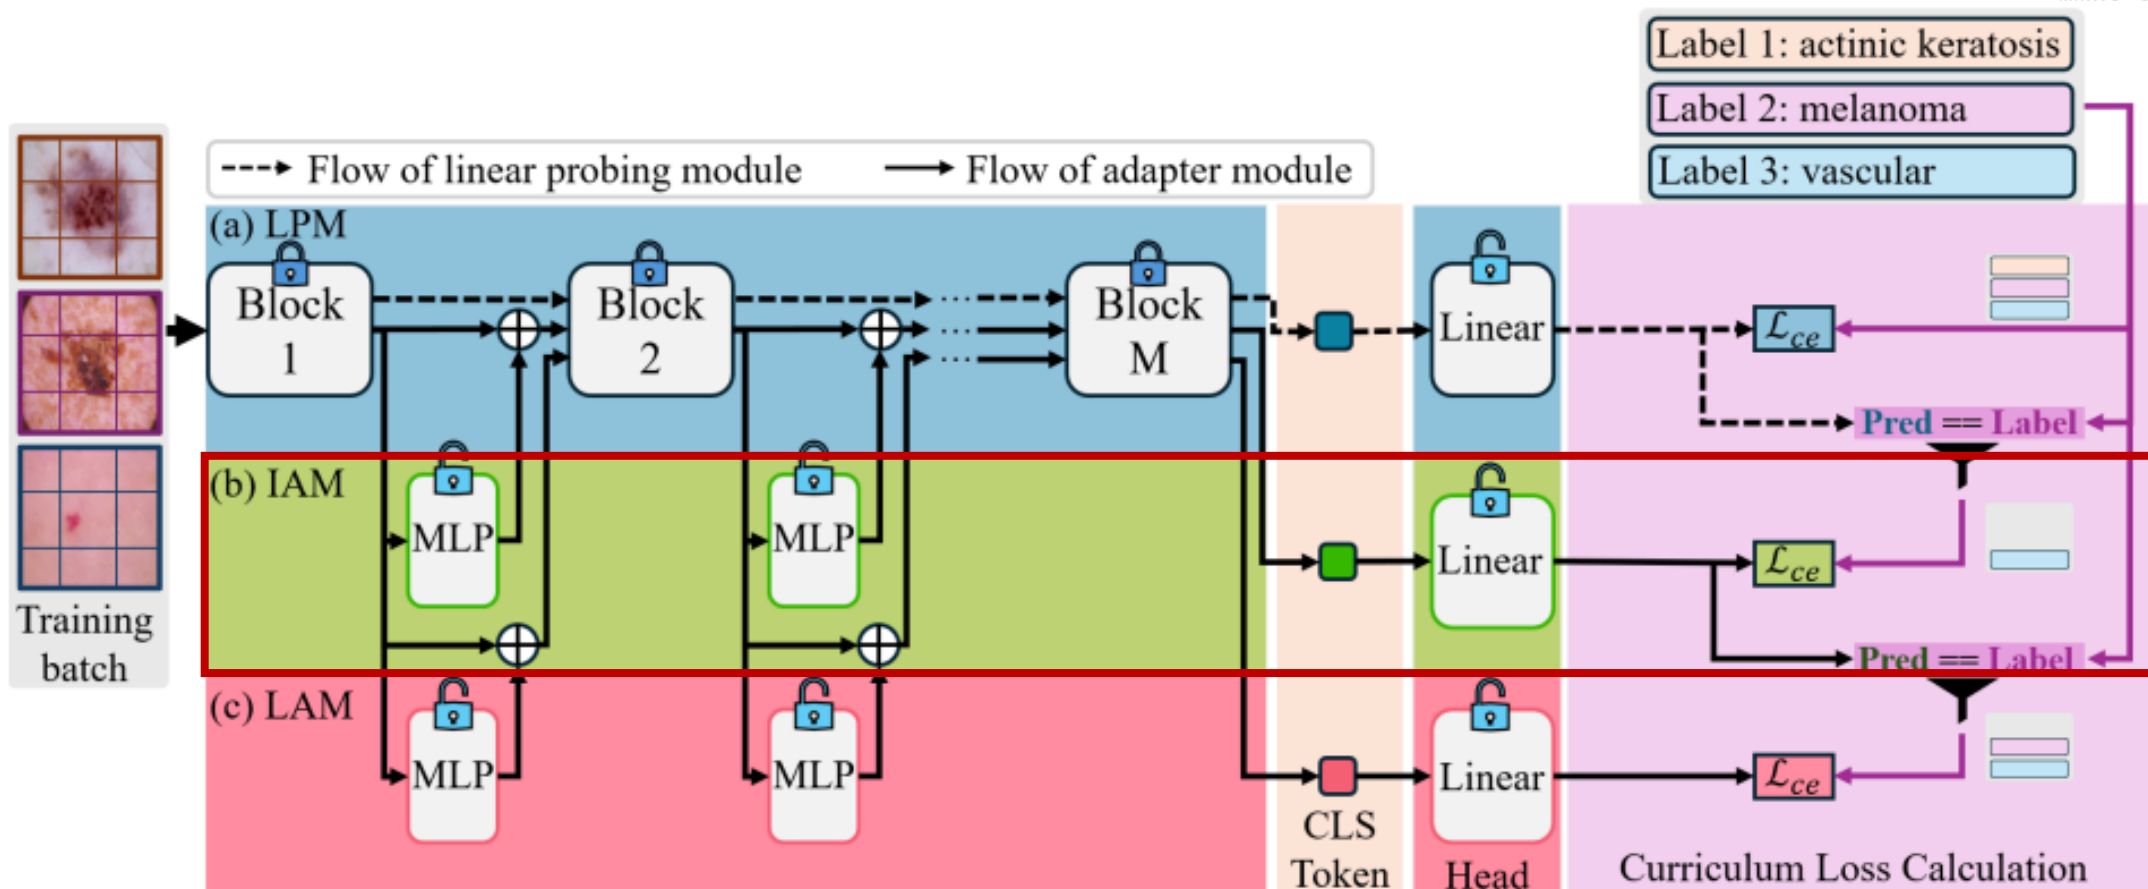 Label 1: actinic keratosis
Label 2: melanoma
Label 3: vascular
Flow of linear probing module
Flow of adapter module
(a) LPM
Block
1
Block
2
...
...
...
Block
M
Linear
ℒce
Pred == Label
Training
batch
(b) IAM
MLP
MLP
Linear
ℒce
Pred == Label
(c) LAM
MLP
MLP
Linear
ℒce
CLS
Token
Head
Curriculum Loss Calculation